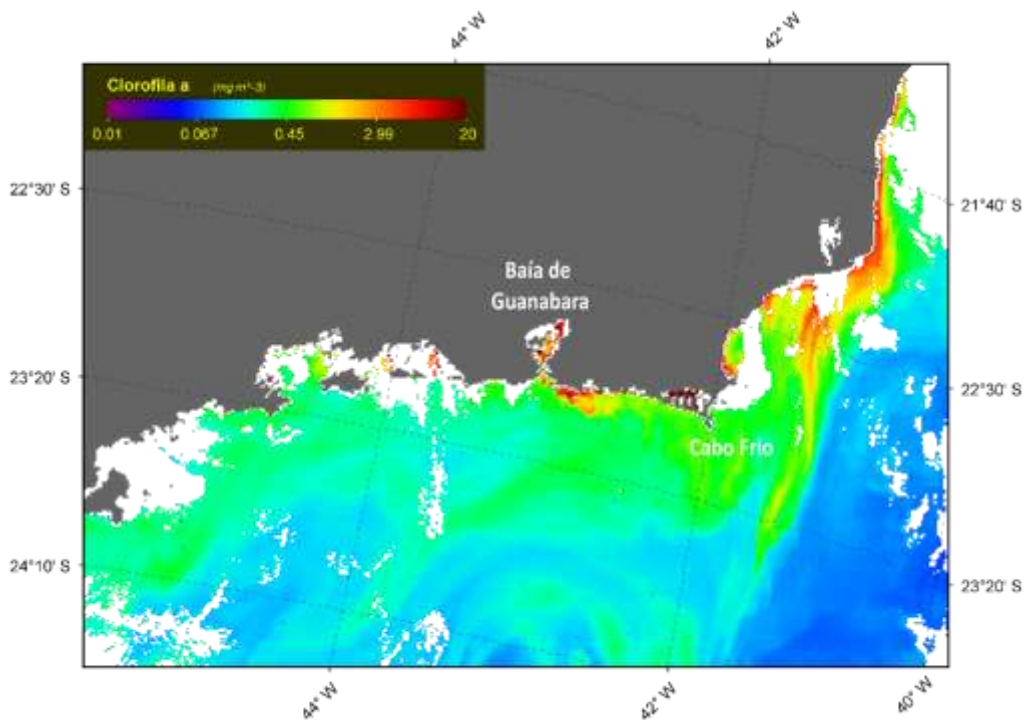 44° W
42° W
Clorofila a (mg m^-3)
0.01 0.067 0.45 2.99 20
22°30' S
21°40' S
Baía de
Guanabara
23°20' S
22°30' S
Cabo Frio
24°10' S
23°20' S
44° W
42° W
40° W